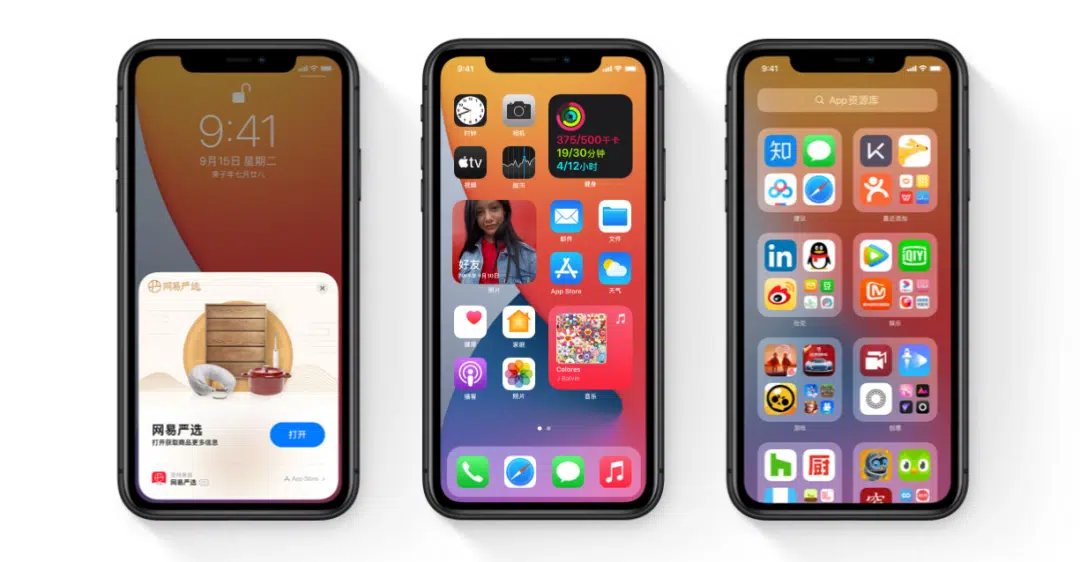 9:41
9月15日 星期二
庚子年七月廿八
网易严选
网易严选
打开获取商品更多信息
打开
网易严选
App Store
9:41
时钟
相机
375/500千卡
19/30分钟
4/12小时
健身
tv
视频
股市
好友
照片
邮件
文件
App Store
天气
健康
家庭
Colores
J Balvin
播客
照片
音乐
9:41
App资源库
知
建议
最近添加
in
iQIY
社交
娱乐
游戏
创意
厨